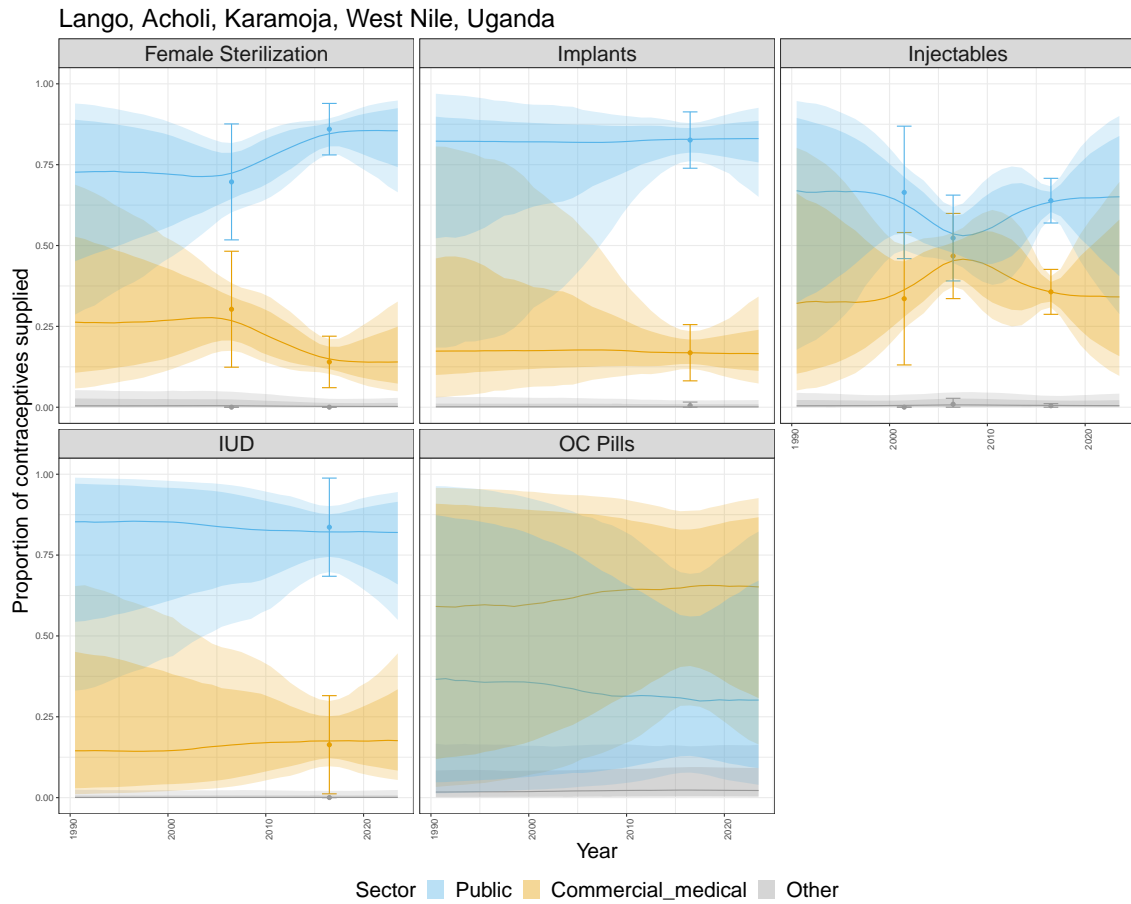 Lango, Acholi, Karamoja, West Nile, Uganda
Female Sterilization
Implants
Injectables
1.00
0.75
0.50
0.25
0.00
1990
2000
2010
2020
IUD
OC Pills
1.00
0.75
0.50
0.25
0.00
1990
2000
2010
2020
1990
2000
2010
2020
Proportion of contraceptives supplied
Year
Sector Public Commercial_medical Other